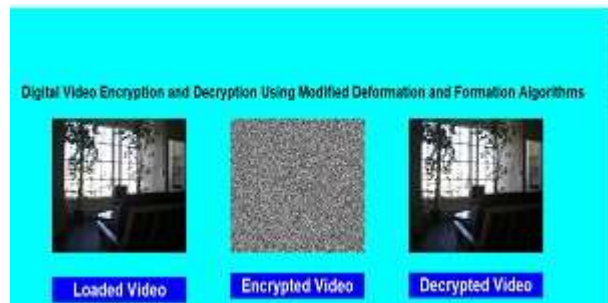 Digital Video Encryption and Decryption Using Modified Deformation and Formation Algorithms
Loaded Video
Encrypted Video
Decrypted Video